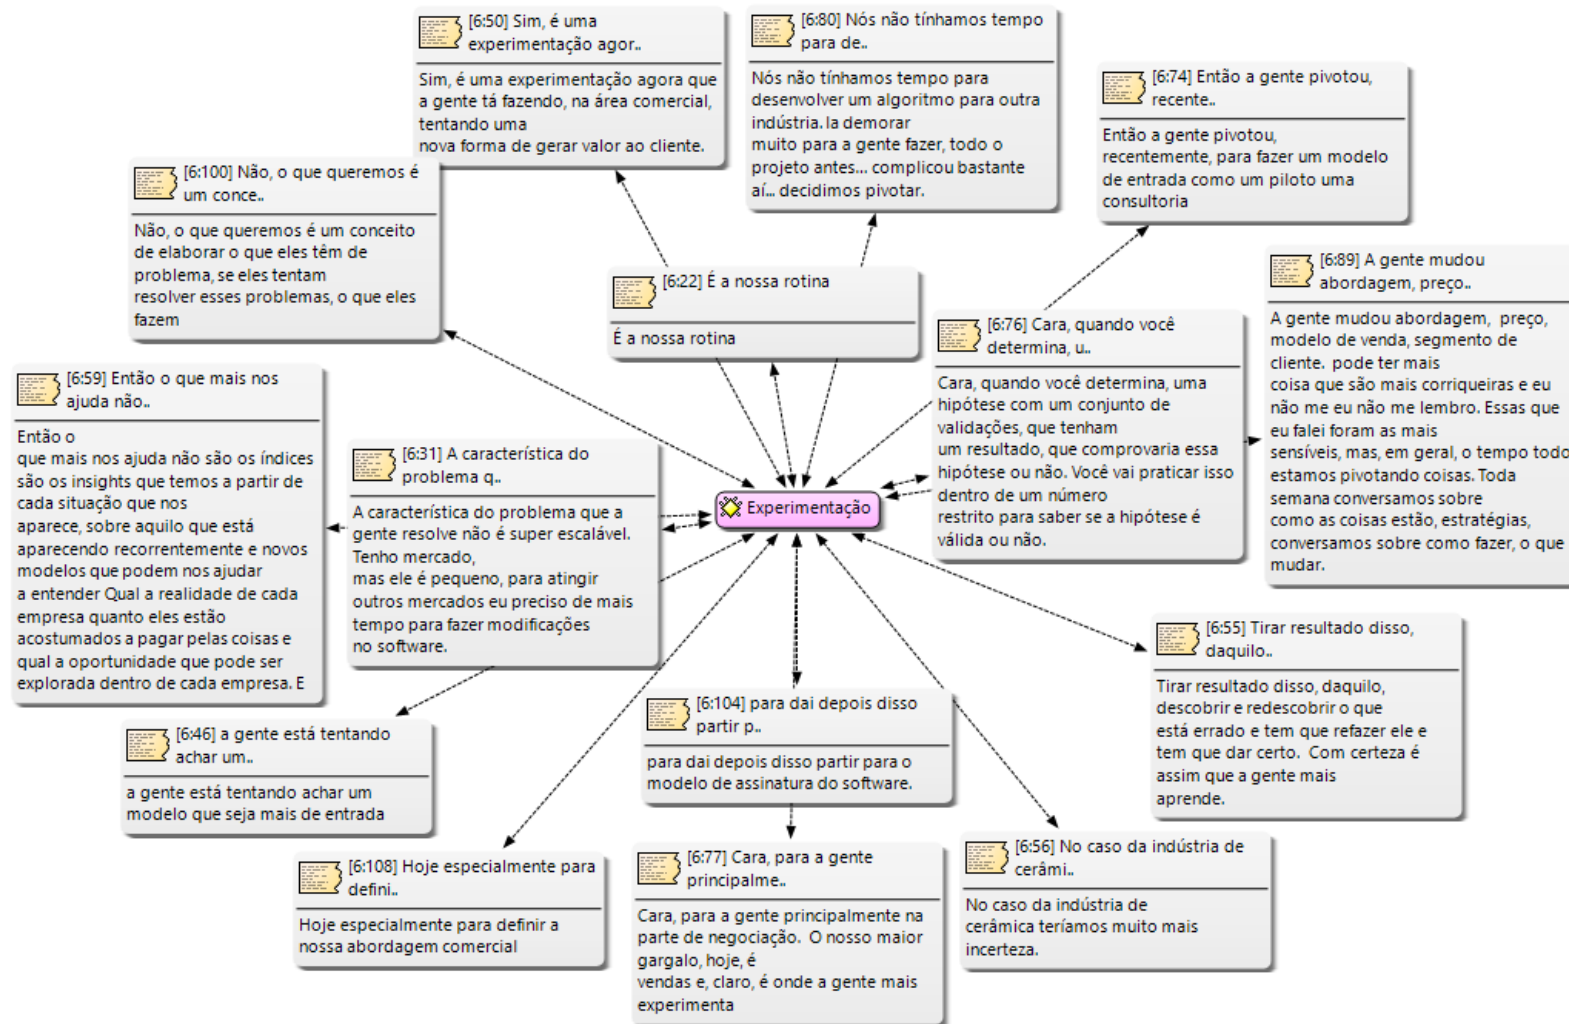 [6:50] Sim, é uma
experimentação agor..
Sim, é uma experimentação agora que
a gente tá fazendo, na área comercial,
tentando uma
nova forma de gerar valor ao cliente.
[6:80] Nós não tínhamos tempo
para de..
Nós não tínhamos tempo para
desenvolver um algoritmo para outra
indústria. Ia demorar
muito para a gente fazer, todo o
projeto antes... complicou bastante
aí... decidimos pivotar.
[6:74] Então a gente pivotou,
recente..
Então a gente pivotou,
recentemente, para fazer um modelo
de entrada como um piloto uma
consultoria
[6:100] Não, o que queremos é
um conce..
Não, o que queremos é um conceito
de elaborar o que eles têm de
problema, se eles tentam
resolver esses problemas, o que eles
fazem
[6:22] É a nossa rotina
É a nossa rotina
[6:89] A gente mudou
abordagem, preço..
A gente mudou abordagem,  preço,
modelo de venda, segmento de
cliente.  pode ter mais
coisa que são mais corriqueiras e eu
não me eu não me lembro. Essas que
eu falei foram as mais
sensíveis, mas, em geral, o tempo todo
estamos pivotando coisas. Toda
semana conversamos sobre
como as coisas estão, estratégias,
conversamos sobre como fazer, o que
mudar.
[6:76] Cara, quando você
determina, u..
Cara, quando você determina, uma
hipótese com um conjunto de
validações, que tenham
um resultado, que comprovaria essa
hipótese ou não. Você vai praticar isso
dentro de um número
restrito para saber se a hipótese é
válida ou não.
[6:59] Então o que mais nos
ajuda não..
Então o
que mais nos ajuda não são os índices
são os insights que temos a partir de
cada situação que nos
aparece, sobre aquilo que está
aparecendo recorrentemente e novos
modelos que podem nos ajudar
a entender Qual a realidade de cada
empresa quanto eles estão
acostumados a pagar pelas coisas e
qual a oportunidade que pode ser
explorada dentro de cada empresa. E
[6:31] A característica do
problema q..
A característica do problema que a
gente resolve não é super escalável.
Tenho mercado,
mas ele é pequeno, para atingir
outros mercados eu preciso de mais
tempo para fazer modificações
no software.
Experimentação
[6:55] Tirar resultado disso,
daquilo..
Tirar resultado disso, daquilo,
descobrir e redescobrir o que
está errado e tem que refazer ele e
tem que dar certo.  Com certeza é
assim que a gente mais
aprende.
[6:46] a gente está tentando
achar um..
a gente está tentando achar um
modelo que seja mais de entrada
[6:104] para dai depois disso
partir p..
para dai depois disso partir para o
modelo de assinatura do software.
[6:108] Hoje especialmente para
defini..
Hoje especialmente para definir a
nossa abordagem comercial
[6:77] Cara, para a gente
principalme..
Cara, para a gente principalmente na
parte de negociação.  O nosso maior
gargalo, hoje, é
vendas e, claro, é onde a gente mais
experimenta
[6:56] No caso da indústria de
cerâmi..
No caso da indústria de
cerâmica teríamos muito mais
incerteza.